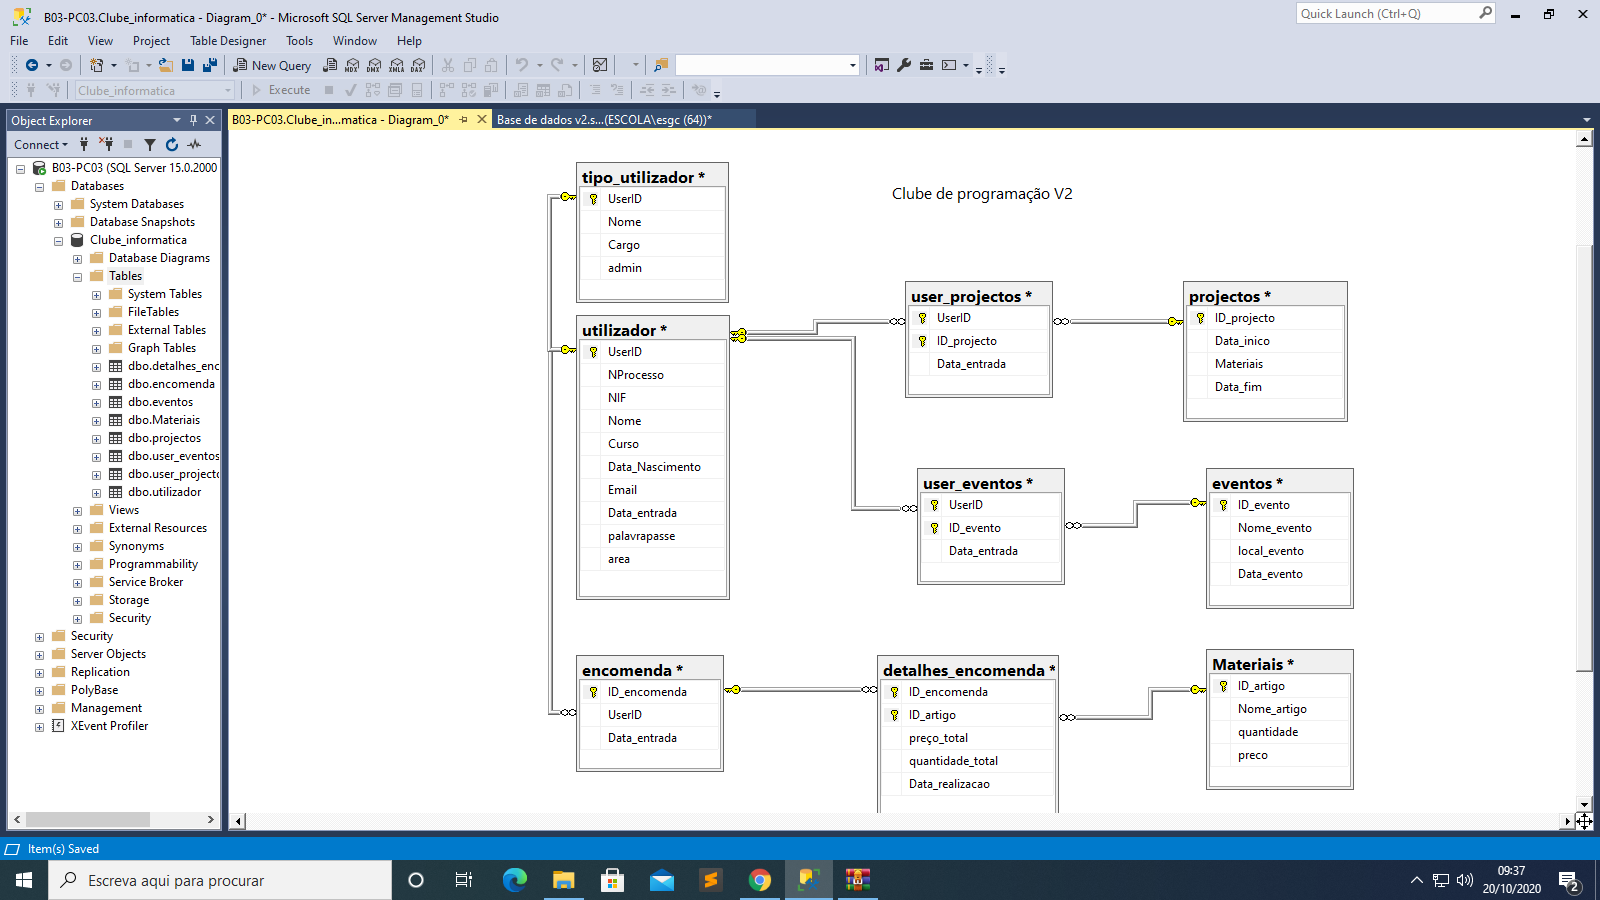 B03-PC03.Clube_informatica - Diagram_0* - Microsoft SQL Server Management Studio
Quick Launch (Ctrl+Q)
File Edit View Project Table Designer Tools Window Help
New Query
MDX DMX XMLA DAX
Clube_informatica
Execute
Object Explorer
Connect
B03-PC03 (SQL Server 15.0.2000
Databases
System Databases
Database Snapshots
Clube_informatica
Database Diagrams
Tables
System Tables
FileTables
External Tables
Graph Tables
dbo.detalhes_enc
dbo.encomenda
dbo.eventos
dbo.Materiais
dbo.projectos
dbo.user_eventos
dbo.user_projecto
dbo.utilizador
Views
External Resources
Synonyms
Programmability
Service Broker
Storage
Security
Security
Server Objects
Replication
PolyBase
Management
XEvent Profiler
B03-PC03.Clube_in...matica - Diagram_0*
Base de dados v2.s...(ESCOLA\esgc (64))*
Clube de programação V2
tipo_utilizador *
UserID
Nome
Cargo
admin
utilizador *
UserID
NProcesso
NIF
Nome
Curso
Data_Nascimento
Email
Data_entrada
palavrapasse
area
user_projectos *
UserID
ID_projecto
Data_entrada
projectos *
ID_projecto
Data_inico
Materiais
Data_fim
user_eventos *
UserID
ID_evento
Data_entrada
eventos *
ID_evento
Nome_evento
local_evento
Data_evento
encomenda *
ID_encomenda
UserID
Data_entrada
detalhes_encomenda *
ID_encomenda
ID_artigo
preço_total
quantidade_total
Data_realizacao
Materiais *
ID_artigo
Nome_artigo
quantidade
preco
Item(s) Saved
Escreva aqui para procurar
09:37
20/10/2020
2